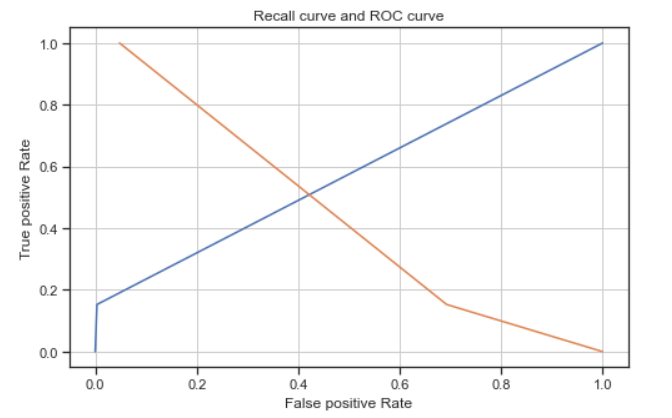 Recall curve and ROC curve
1.0
0.8
0.6
0.4
0.2
0.0
True positive Rate
0.0 0.2 0.4 0.6 0.8 1.0
False positive Rate